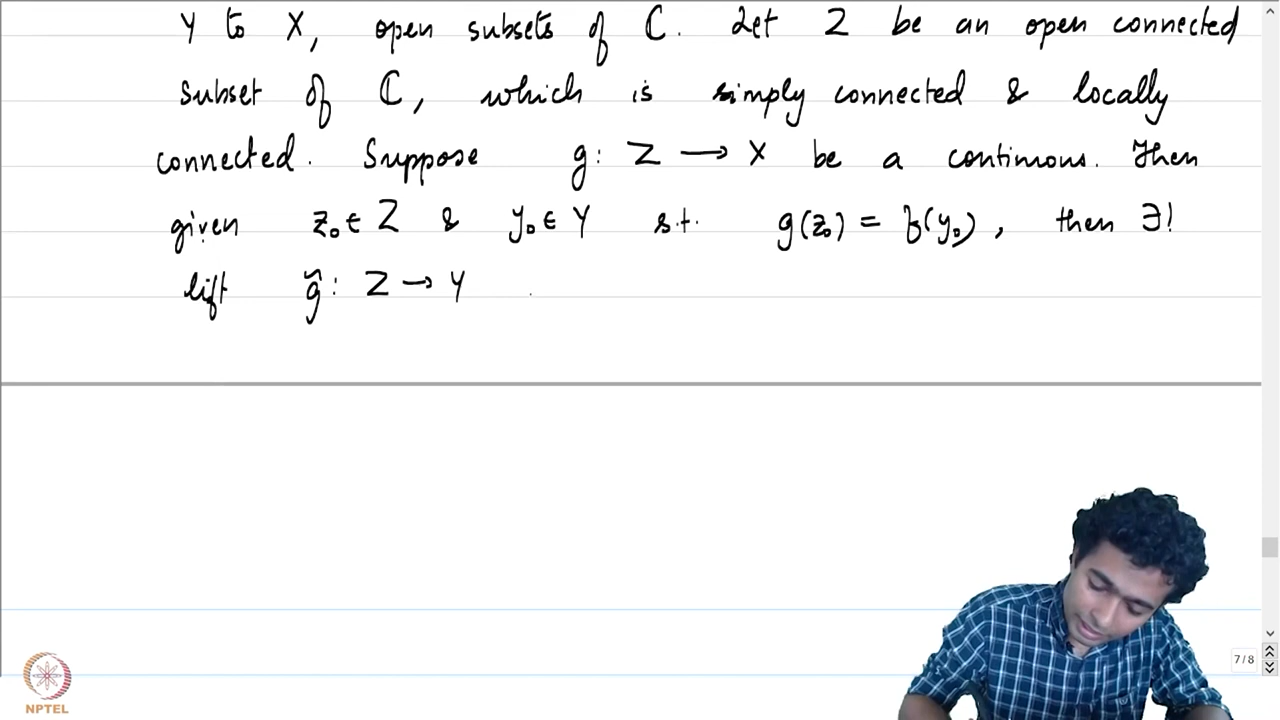 Y to X, open subsets of ℂ. Let Z be an open connected
subset of ℂ, which is simply connected & locally
connected. Suppose g: Z → X be a continous. Then
given z₀ ∈ Z & y₀ ∈ Y s.t. g(z₀) = f(y₀), then ∃!
lift g̃: Z → Y
7/8
NPTEL